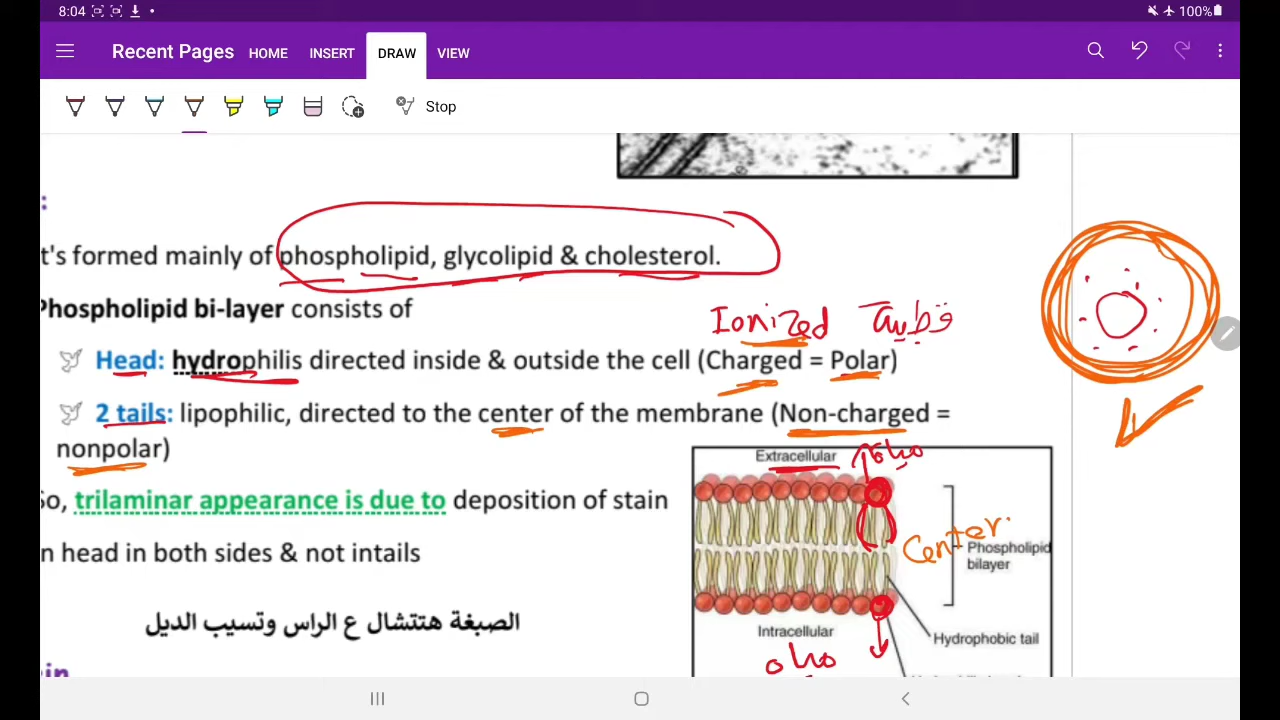 8:04 100%
Recent Pages HOME INSERT DRAW VIEW
Stop
:
t's formed mainly of phospholipid, glycolipid & cholesterol.
Phospholipid bi-layer consists of
Ionized قطبية
Head: hydrophilis directed inside & outside the cell (Charged = Polar)
2 tails: lipophilic, directed to the center of the membrane (Non-charged =
nonpolar)
Extracellular
مياه
So, trilaminar appearance is due to deposition of stain
n head in both sides & not intails
Center
Phospholipid
bilayer
الصبغة هتتشال ع الراس وتسيب الديل
Intracellular
Hydrophobic tail
مياه
in